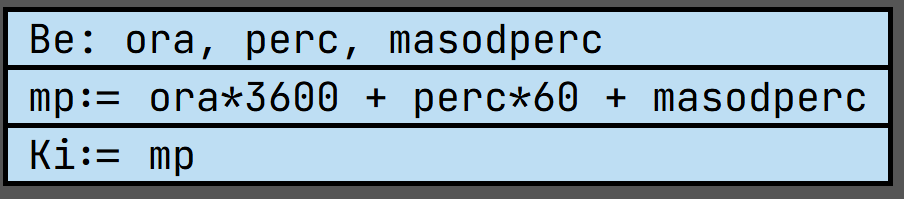 Be: ora, perc, masodperc
mp:= ora*3600 + perc*60 + masodperc
Ki:= mp